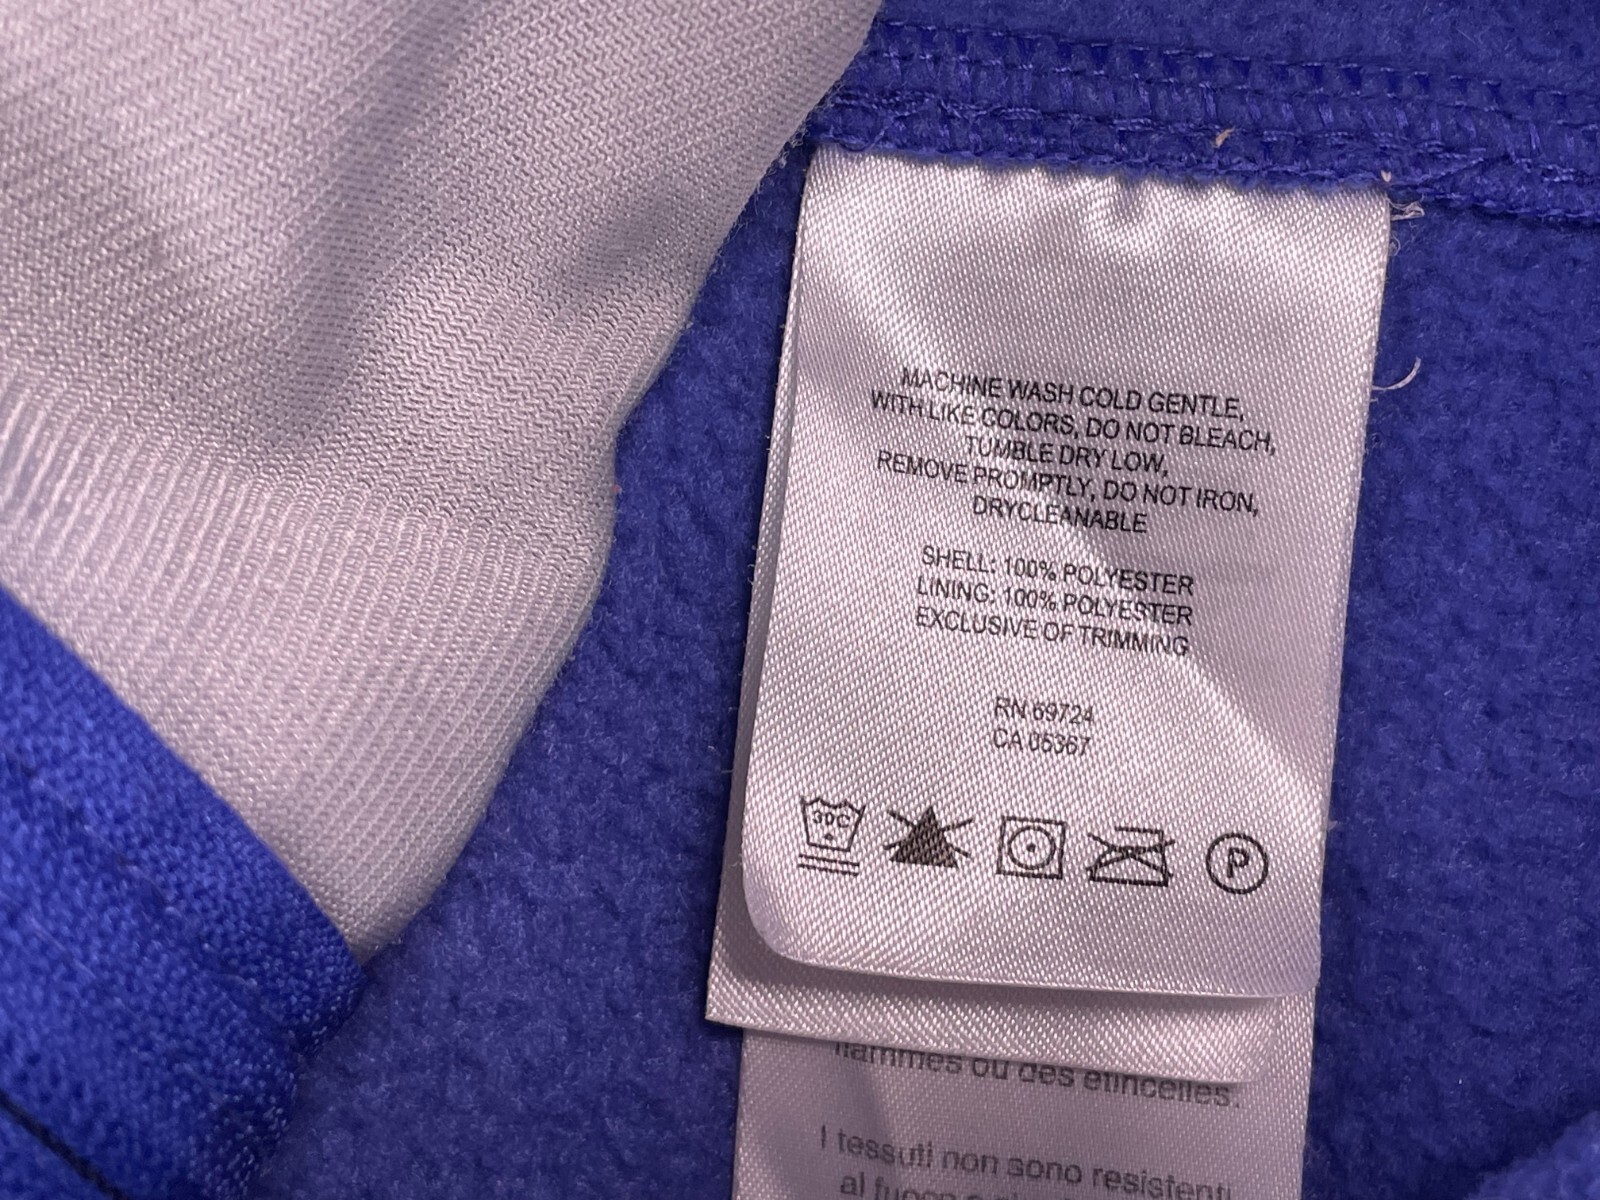 MACHINE WASH COLD GENTLE,
WITH LIKE COLORS, DO NOT BLEACH,
TUMBLE DRY LOW,
REMOVE PROMPTLY, DO NOT IRON,
DRYCLEANABLE
SHELL: 100% POLYESTER
LINING: 100% POLYESTER
EXCLUSIVE OF TRIMMING
RN 69724
CA 05367
30C
P
flammes ou des étincelles.
I tessuti non sono resistenti
al fuoco